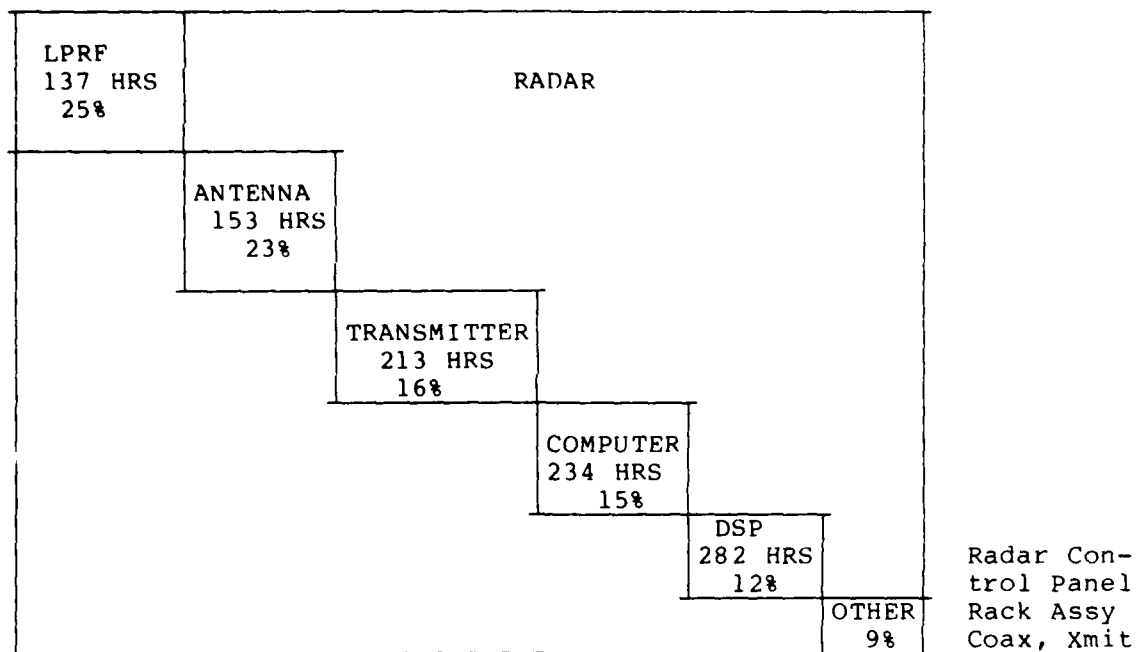 LPRF
137 HRS
25%
RADAR
ANTENNA
153 HRS
23%
TRANSMITTER
213 HRS
16%
COMPUTER
234 HRS
15%
DSP
282 HRS
12%
OTHER
9%
Radar Con-
trol Panel
Rack Assy
Coax, Xmit